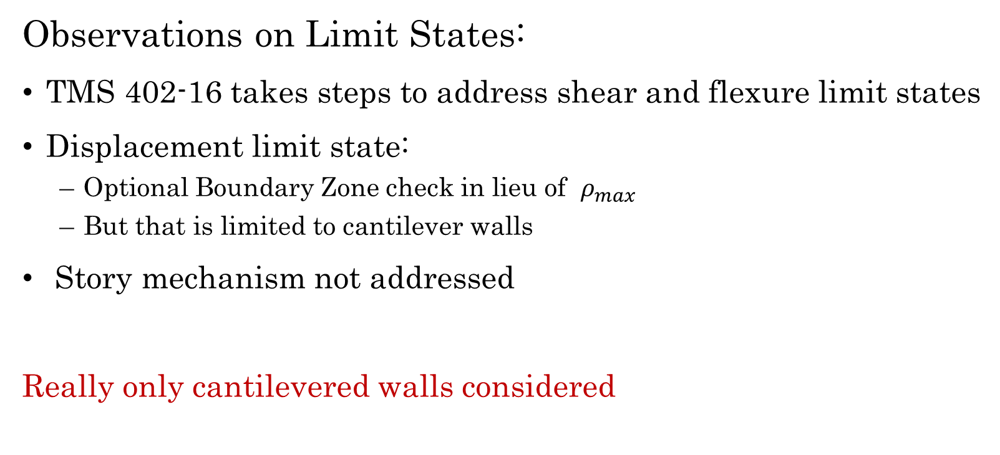 Observations on Limit States:
• TMS 402-16 takes steps to address shear and flexure limit states
• Displacement limit state:
– Optional Boundary Zone check in lieu of ρmax
– But that is limited to cantilever walls
• Story mechanism not addressed
Really only cantilevered walls considered